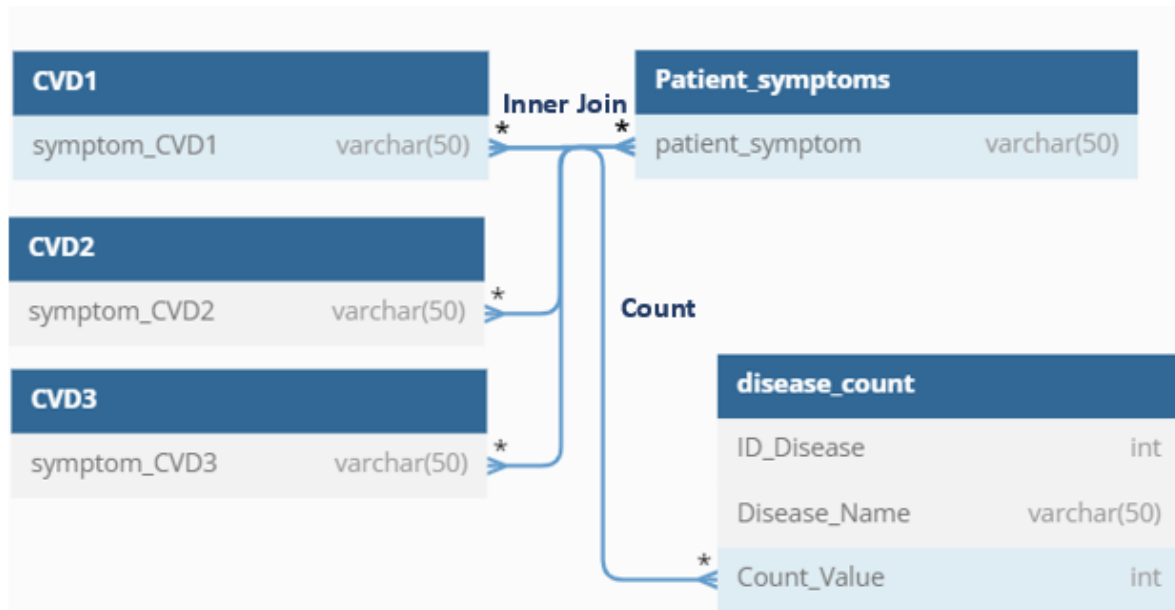 CVD1
symptom_CVD1 varchar(50)
Inner Join
* *
Patient_symptoms
patient_symptom varchar(50)
CVD2
symptom_CVD2 varchar(50)
*
CVD3
symptom_CVD3 varchar(50)
*
Count
disease_count
ID_Disease int
Disease_Name varchar(50)
* Count_Value int